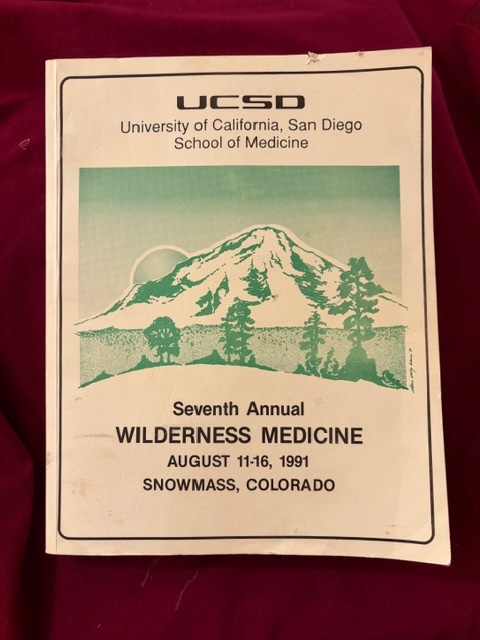 UCSD
University of California, San Diego
School of Medicine
Seventh Annual
WILDERNESS MEDICINE
AUGUST 11-16, 1991
SNOWMASS, COLORADO